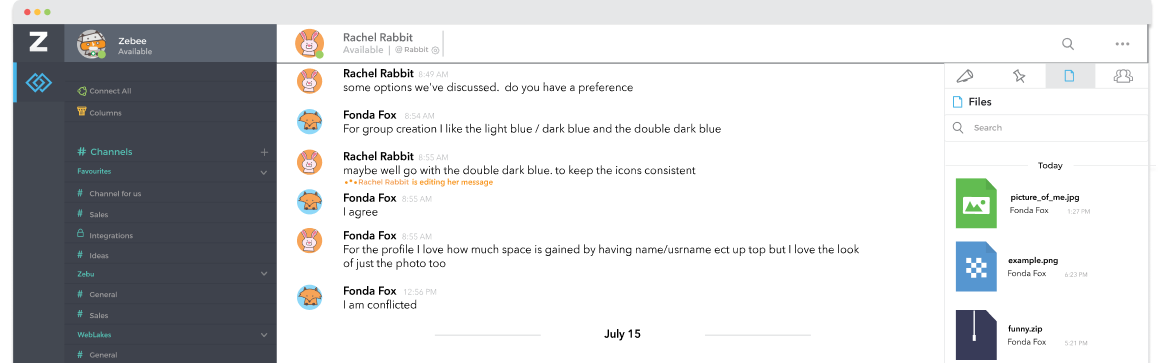 Z
Zebee
Available
Connect All
Columns
# Channels +
Favourites
# Channel for us
# Sales
Integrations
# Ideas
Zebu
# General
# Sales
WebLakes
# General
Rachel Rabbit
Available | @ Rabbit
Rachel Rabbit 8:49 AM
some options we've discussed. do you have a preference
Fonda Fox 8:54 AM
For group creation I like the light blue / dark blue and the double dark blue
Rachel Rabbit 8:55 AM
maybe well go with the double dark blue. to keep the icons consistent
Rachel Rabbit is editing her message
Fonda Fox 8:55 AM
I agree
Fonda Fox 8:55 AM
For the profile I love how much space is gained by having name/usrname ect up top but I love the look
of just the photo too
Fonda Fox 12:56 PM
I am conflicted
July 15
Files
Search
Today
picture_of_me.jpg
Fonda Fox 1:27 PM
example.png
Fonda Fox 6:23 PM
funny.zip
Fonda Fox 5:21 PM